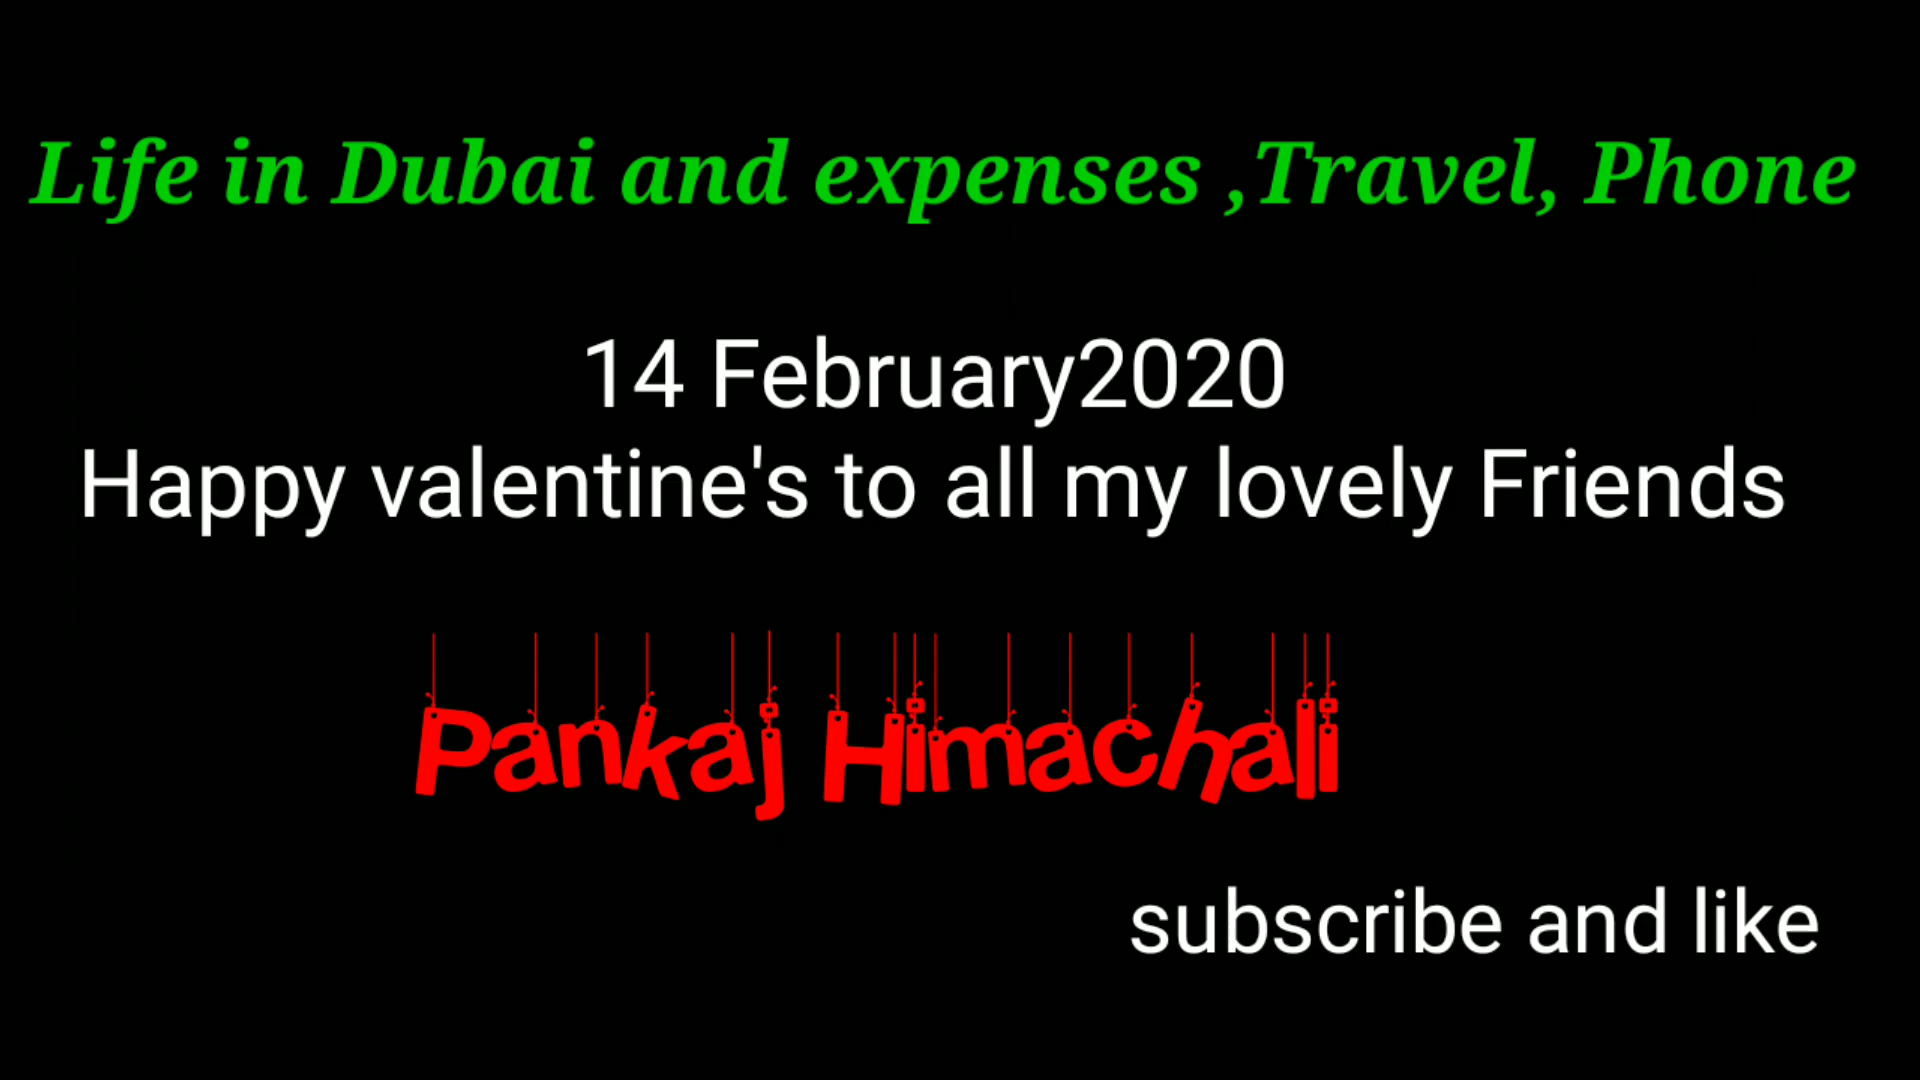 Life in Dubai and expenses ,Travel, Phone
14 February2020
Happy valentine's to all my lovely Friends
Pankaj Himachali
subscribe and like